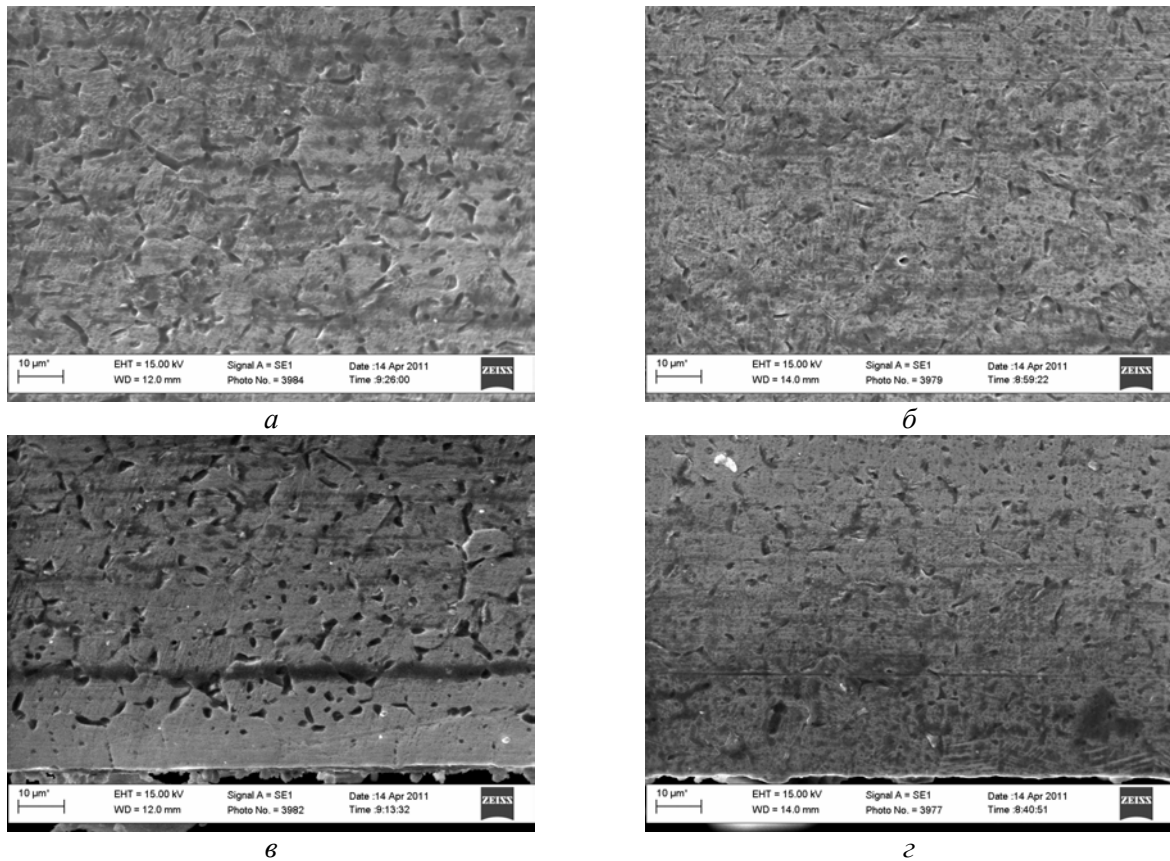 10 µm* EHT = 15.00 kV Signal A = SE1 Date :14 Apr 2011 ZEISS
WD = 12.0 mm Photo No. = 3984 Time :9:26:00
10 µm* EHT = 15.00 kV Signal A = SE1 Date :14 Apr 2011 ZEISS
WD = 14.0 mm Photo No. = 3979 Time :8:59:22
а б
10 µm* EHT = 15.00 kV Signal A = SE1 Date :14 Apr 2011 ZEISS
WD = 12.0 mm Photo No. = 3982 Time :9:13:32
10 µm* EHT = 15.00 kV Signal A = SE1 Date :14 Apr 2011 ZEISS
WD = 14.0 mm Photo No. = 3977 Time :8:40:51
в г